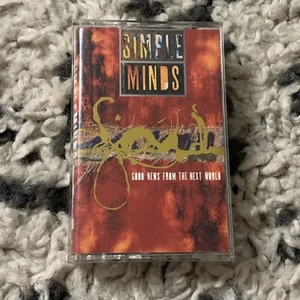 SIMPLE
MINDS
GOOD NEWS FROM THE NEXT WORLD